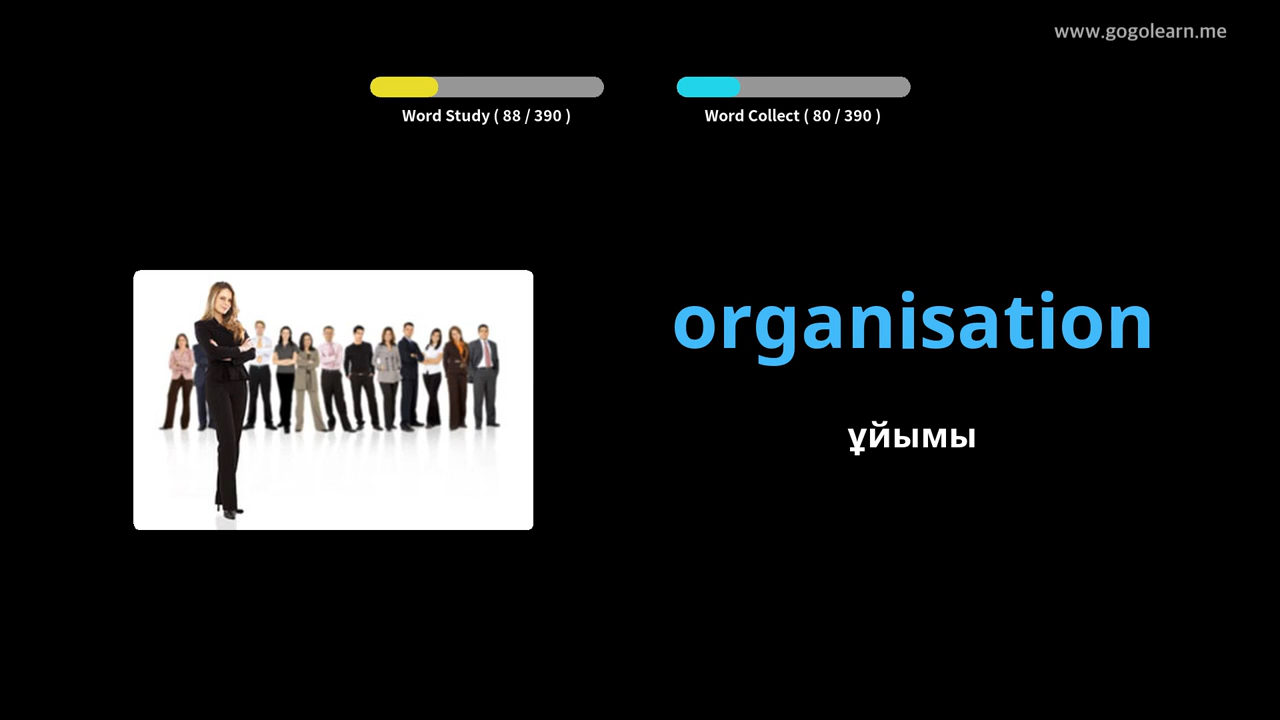 www.gogolearn.me
Word Study ( 88 / 390 )
Word Collect ( 80 / 390 )
organisation
ұйымы